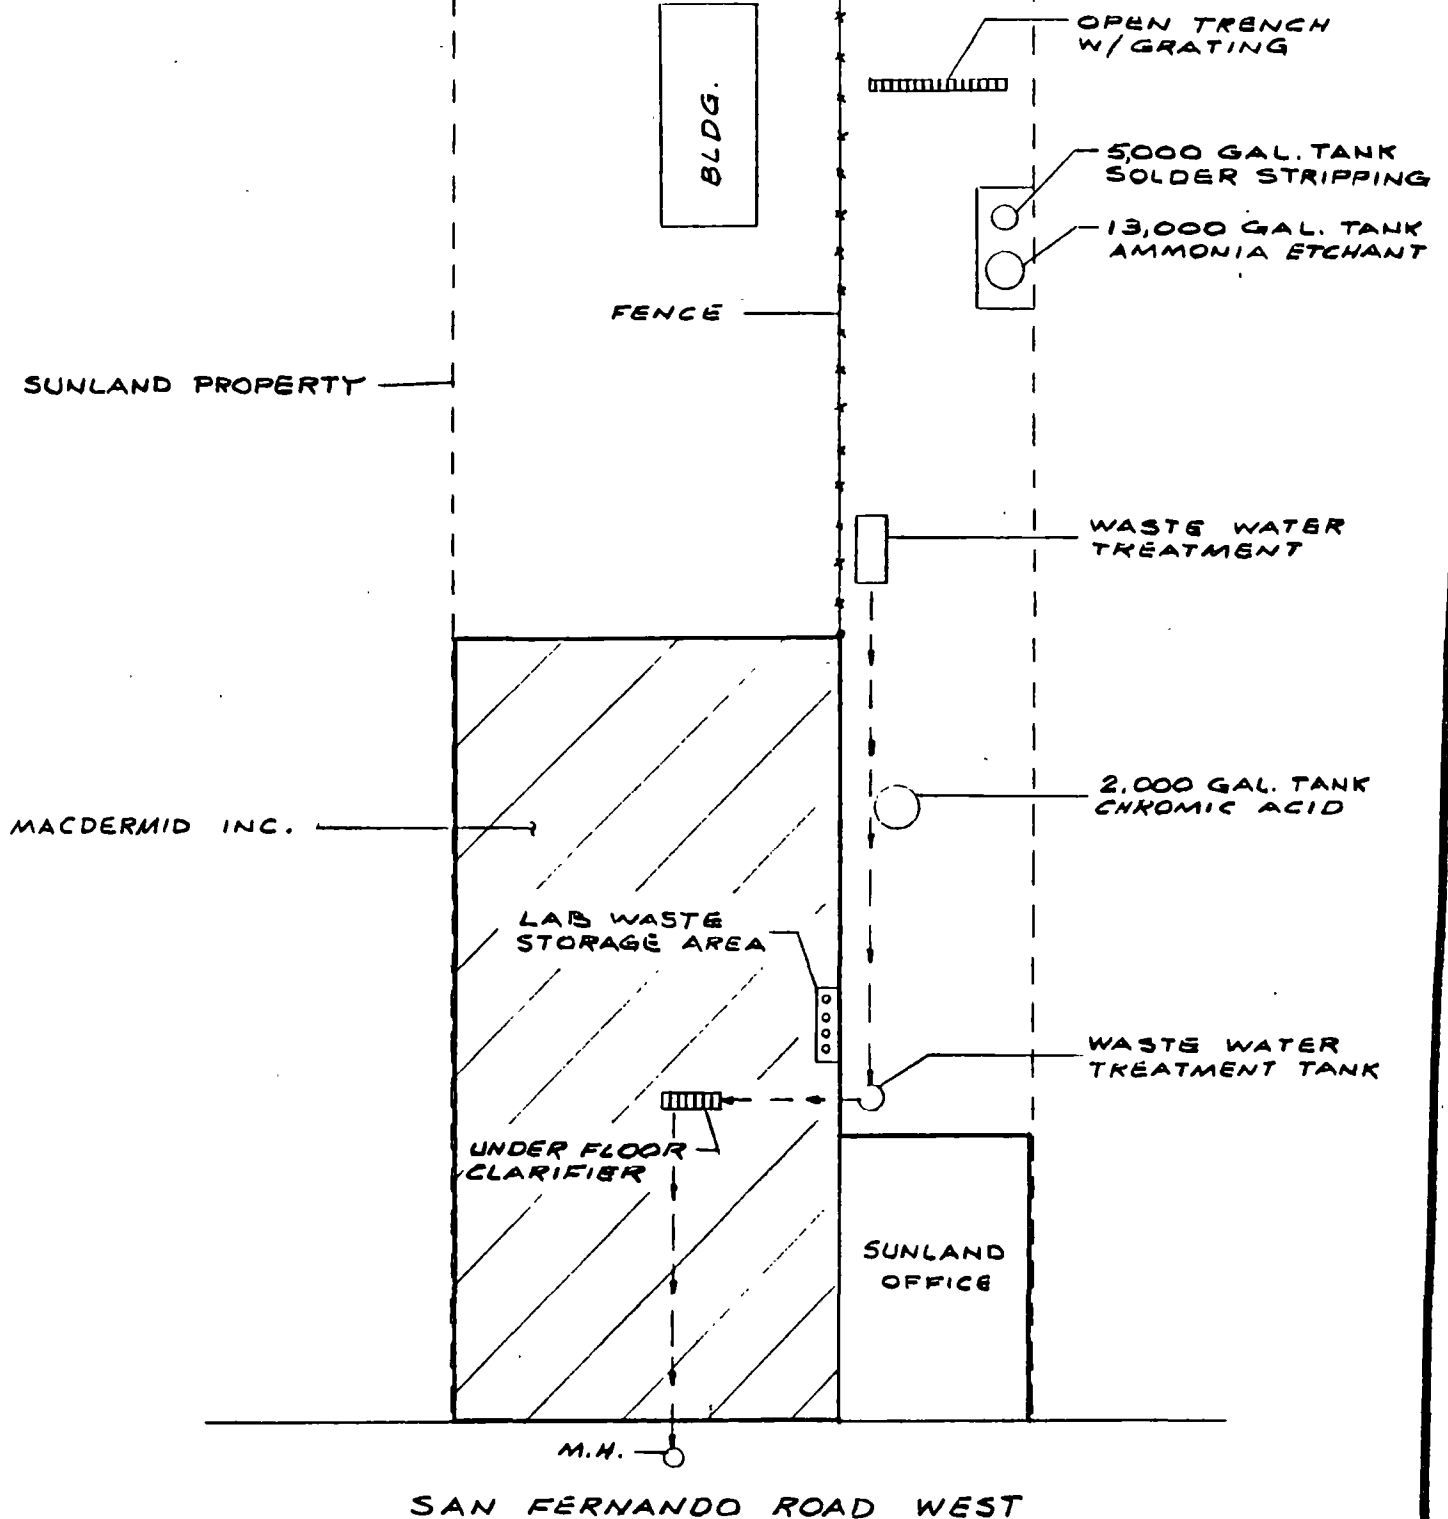 OPEN TRENCH
W/ GRATING
BLDG.
5,000 GAL. TANK
SOLDER STRIPPING
13,000 GAL. TANK
AMMONIA ETCHANT
FENCE
SUNLAND PROPERTY
WASTE WATER
TREATMENT
2,000 GAL. TANK
CHROMIC ACID
MACDERMID INC.
LAB WASTE
STORAGE AREA
WASTE WATER
TREATMENT TANK
UNDER FLOOR
CLARIFIER
SUNLAND
OFFICE
M.H.
SAN FERNANDO ROAD WEST